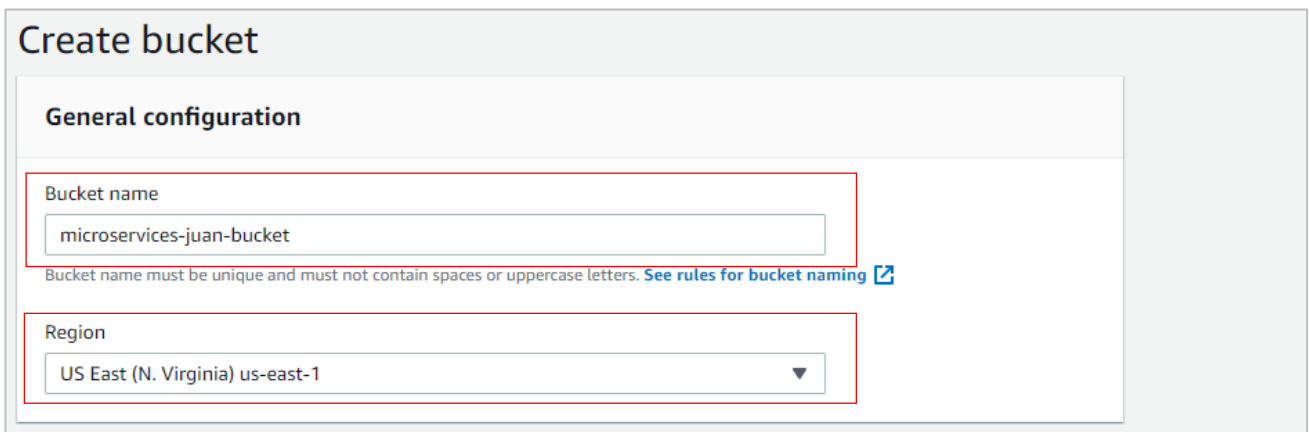 Create bucket
General configuration
Bucket name
microservices-juan-bucket
Bucket name must be unique and must not contain spaces or uppercase letters. See rules for bucket naming
Region
US East (N. Virginia) us-east-1